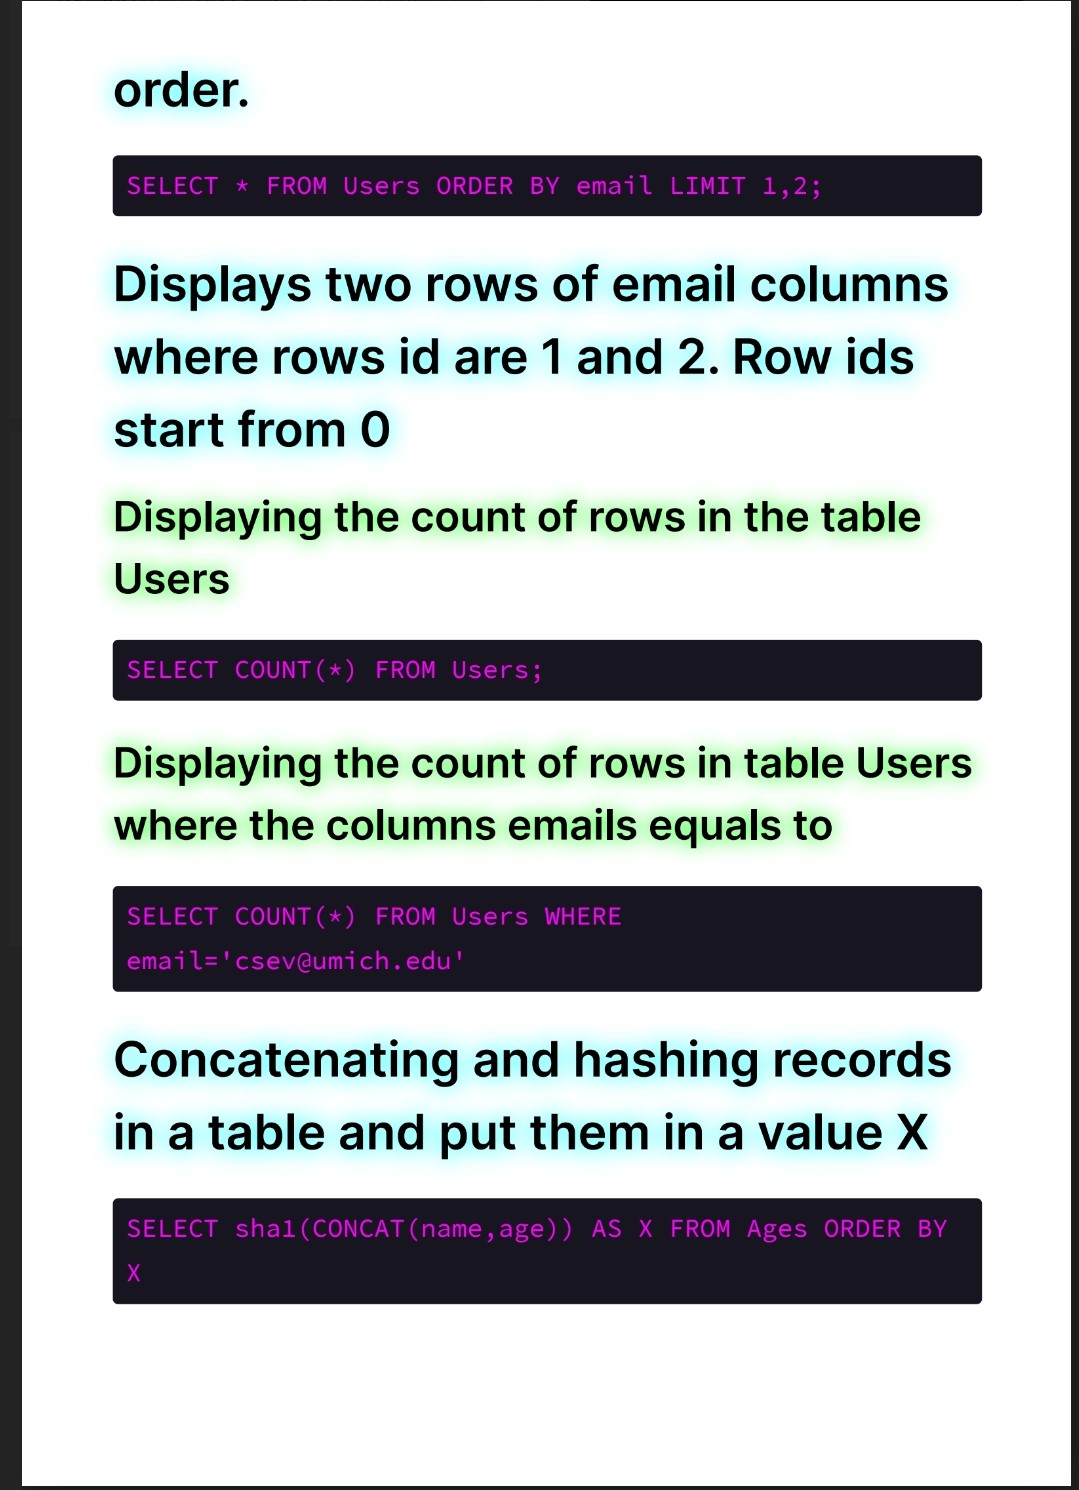 order.
SELECT * FROM Users ORDER BY email LIMIT 1,2;
Displays two rows of email columns
where rows id are 1 and 2. Row ids
start from 0
Displaying the count of rows in the table
Users
SELECT COUNT(*) FROM Users;
Displaying the count of rows in table Users
where the columns emails equals to
SELECT COUNT(*) FROM Users WHERE
email='csev@umich.edu'
Concatenating and hashing records
in a table and put them in a value X
SELECT sha1(CONCAT(name,age)) AS X FROM Ages ORDER BY
X